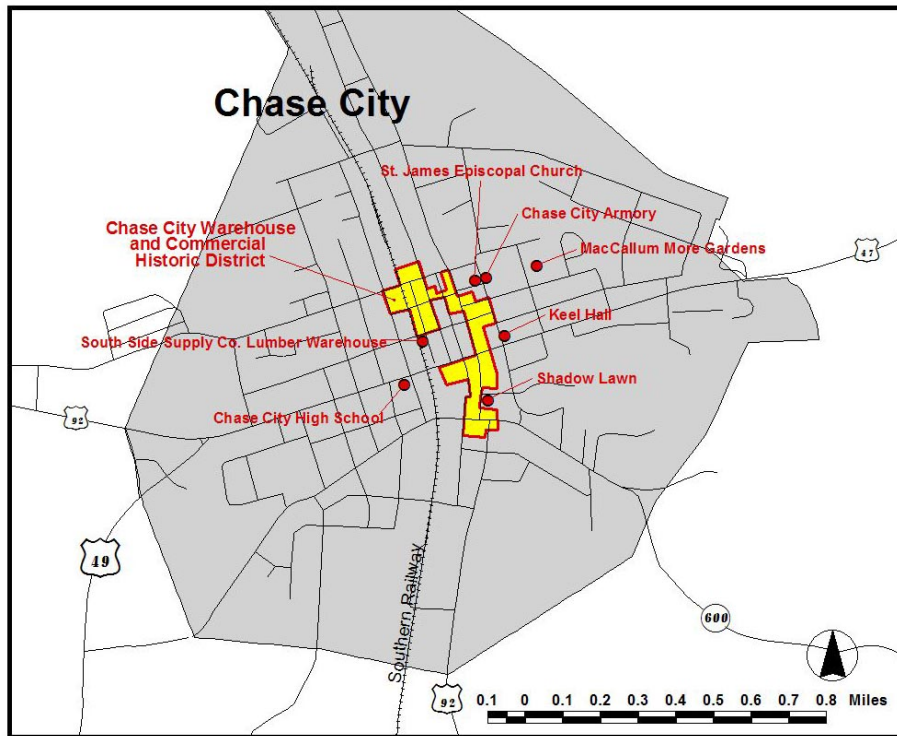 Chase City
St. James Episcopal Church
Chase City Armory
Chase City Warehouse
and Commercial
Historic District
MacCallum More Gardens
47
Keel Hall
South Side Supply Co. Lumber Warehouse
Shadow Lawn
92
Chase City High School
49
Southern Railway
600
92
0.1 0 0.1 0.2 0.3 0.4 0.5 0.6 0.7 0.8 Miles